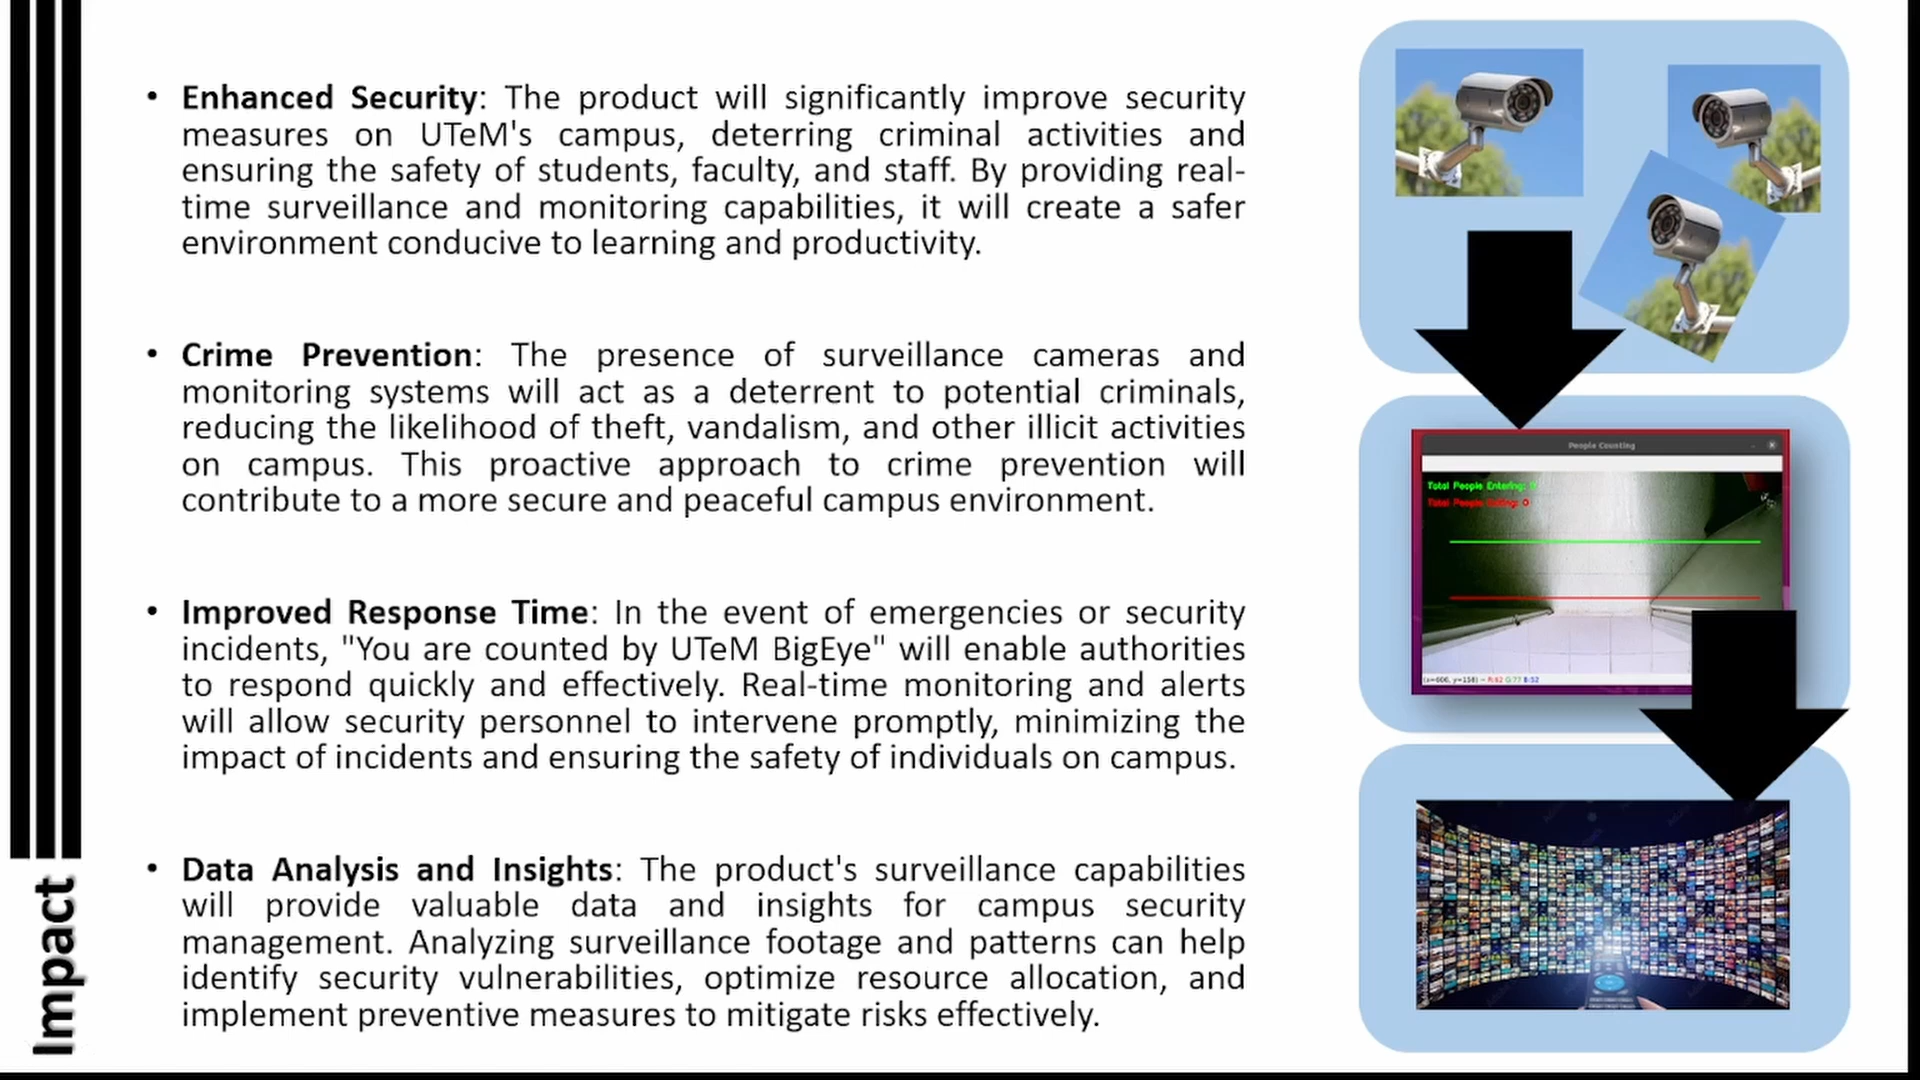 • Enhanced Security: The product will significantly improve security
measures on UTeM's campus, deterring criminal activities and
ensuring the safety of students, faculty, and staff. By providing real-
time surveillance and monitoring capabilities, it will create a safer
environment conducive to learning and productivity.
• Crime Prevention: The presence of surveillance cameras and
monitoring systems will act as a deterrent to potential criminals,
reducing the likelihood of theft, vandalism, and other illicit activities
on campus. This proactive approach to crime prevention will
contribute to a more secure and peaceful campus environment.
• Improved Response Time: In the event of emergencies or security
incidents, "You are counted by UTeM BigEye" will enable authorities
to respond quickly and effectively. Real-time monitoring and alerts
will allow security personnel to intervene promptly, minimizing the
impact of incidents and ensuring the safety of individuals on campus.
• Data Analysis and Insights: The product's surveillance capabilities
will provide valuable data and insights for campus security
management. Analyzing surveillance footage and patterns can help
identify security vulnerabilities, optimize resource allocation, and
implement preventive measures to mitigate risks effectively.
Impact
People Counting
Total People Entering:
Total People Exiting: 0
(x=606, y=158) ~ R:62 G:77 B:52